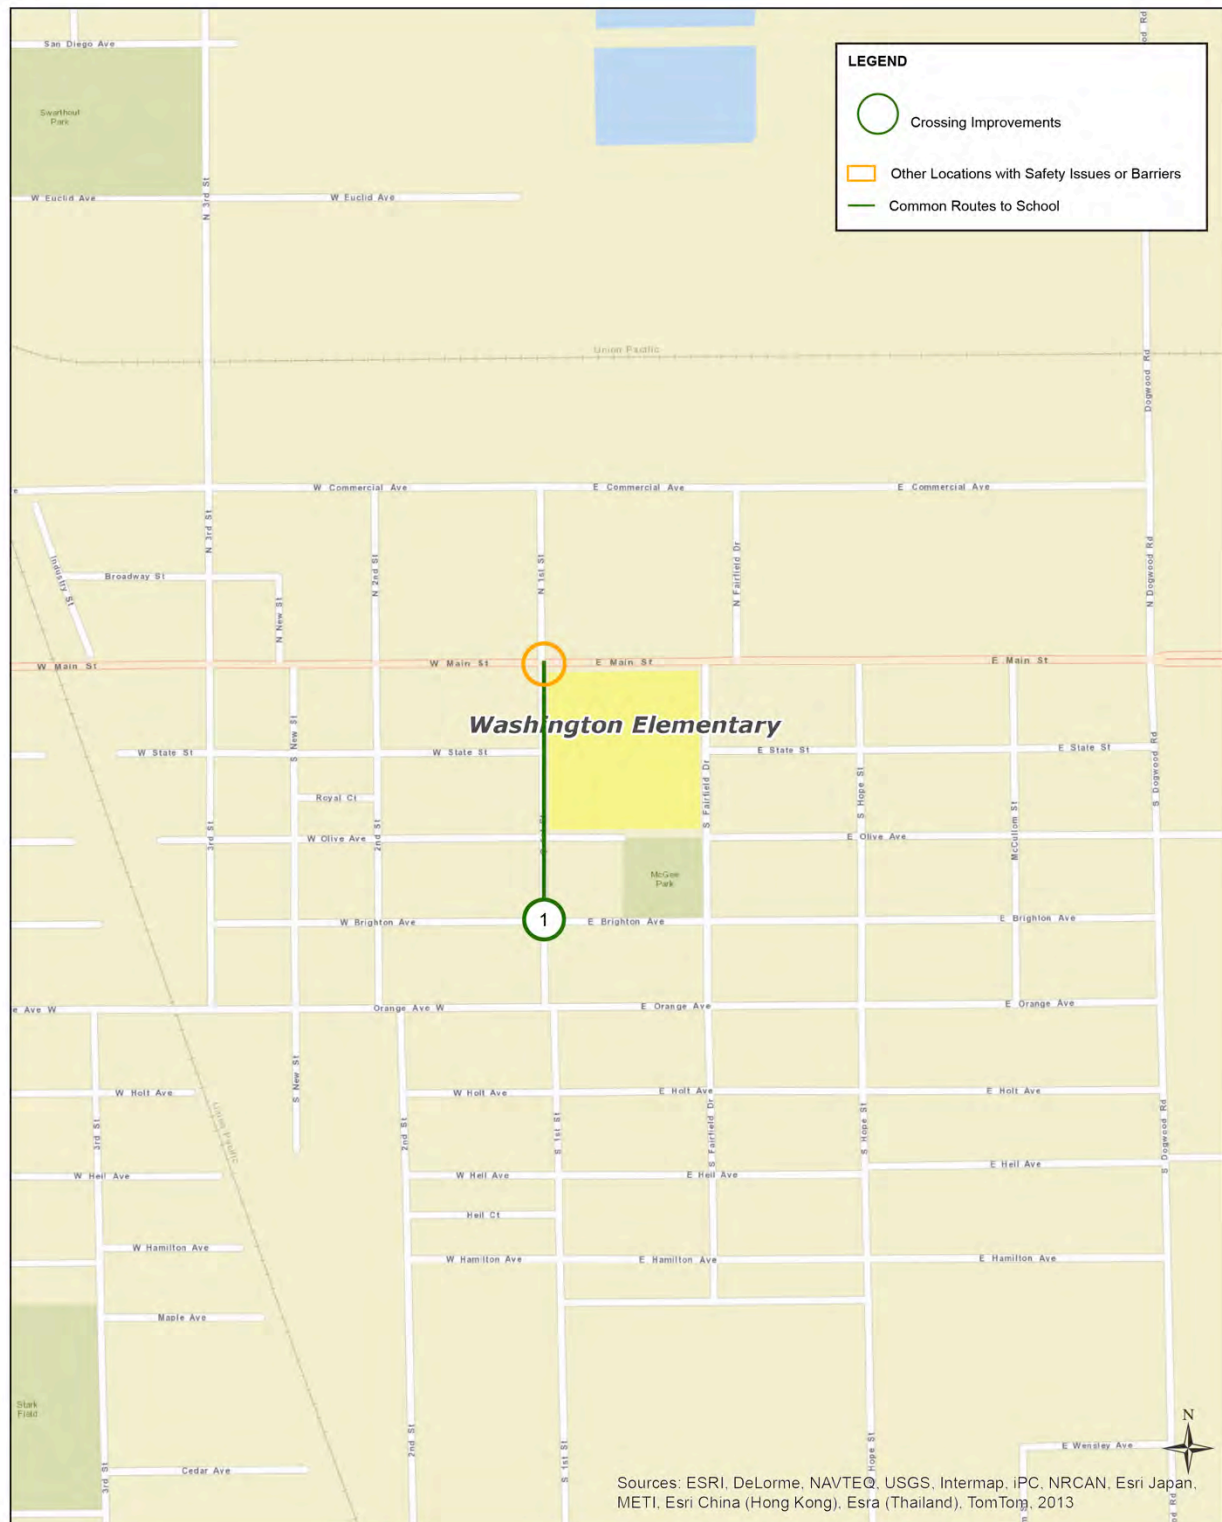 San Diego Ave
Swarthout
Park
W Euclid Ave
W Euclid Ave
N 3rd St
LEGEND
Crossing Improvements
Other Locations with Safety Issues or Barriers
Common Routes to School
od Rd
Union Pacific
Dogwood Rd
e
W Commercial Ave
E Commercial Ave
E Commercial Ave
Industry St
Broadway St
N 3rd St
N New St
N 2nd St
N 1st St
N Fairfield Dr
N Dogwood Rd
W Main St
W Main St
E Main St
E Main St
Washington Elementary
W State St
S New St
W State St
E State St
E State St
S Dogwood Rd
Royal Ct
S Fairfield Dr
S Hope St
McCullom St
3rd St
W Olive Ave
2nd St
E Olive Ave
McGee
Park
W Brighton Ave
1
E Brighton Ave
E Brighton Ave
e Ave W
Orange Ave W
E Orange Ave
E Orange Ave
W Holt Ave
S New St
W Holt Ave
E Holt Ave
E Holt Ave
Union Pacific
3rd St
2nd St
S 1st St
S Fairfield Dr
S Hope St
S Dogwood Rd
W Heil Ave
W Heil Ave
E Heil Ave
E Heil Ave
Heil Ct
W Hamilton Ave
W Hamilton Ave
E Hamilton Ave
E Hamilton Ave
Maple Ave
Stark
Field
Cedar Ave
3rd St
2nd St
S 1st St
S Hope St
E Wensley Ave
N
Sources: ESRI, DeLorme, NAVTEQ, USGS, Intermap, iPC, NRCAN, Esri Japan,
METI, Esri China (Hong Kong), Esra (Thailand), TomTom, 2013